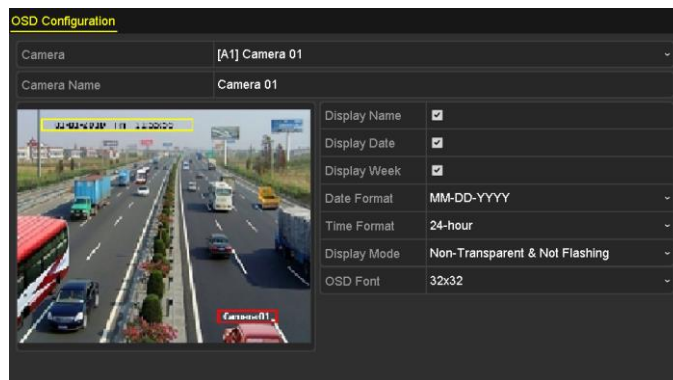 OSD Configuration
Camera [A1] Camera 01
Camera Name Camera 01
Display Name
Display Date
Display Week
Date Format MM-DD-YYYY
Time Format 24-hour
Display Mode Non-Transparent & Not Flashing
OSD Font 32x32
Camera01